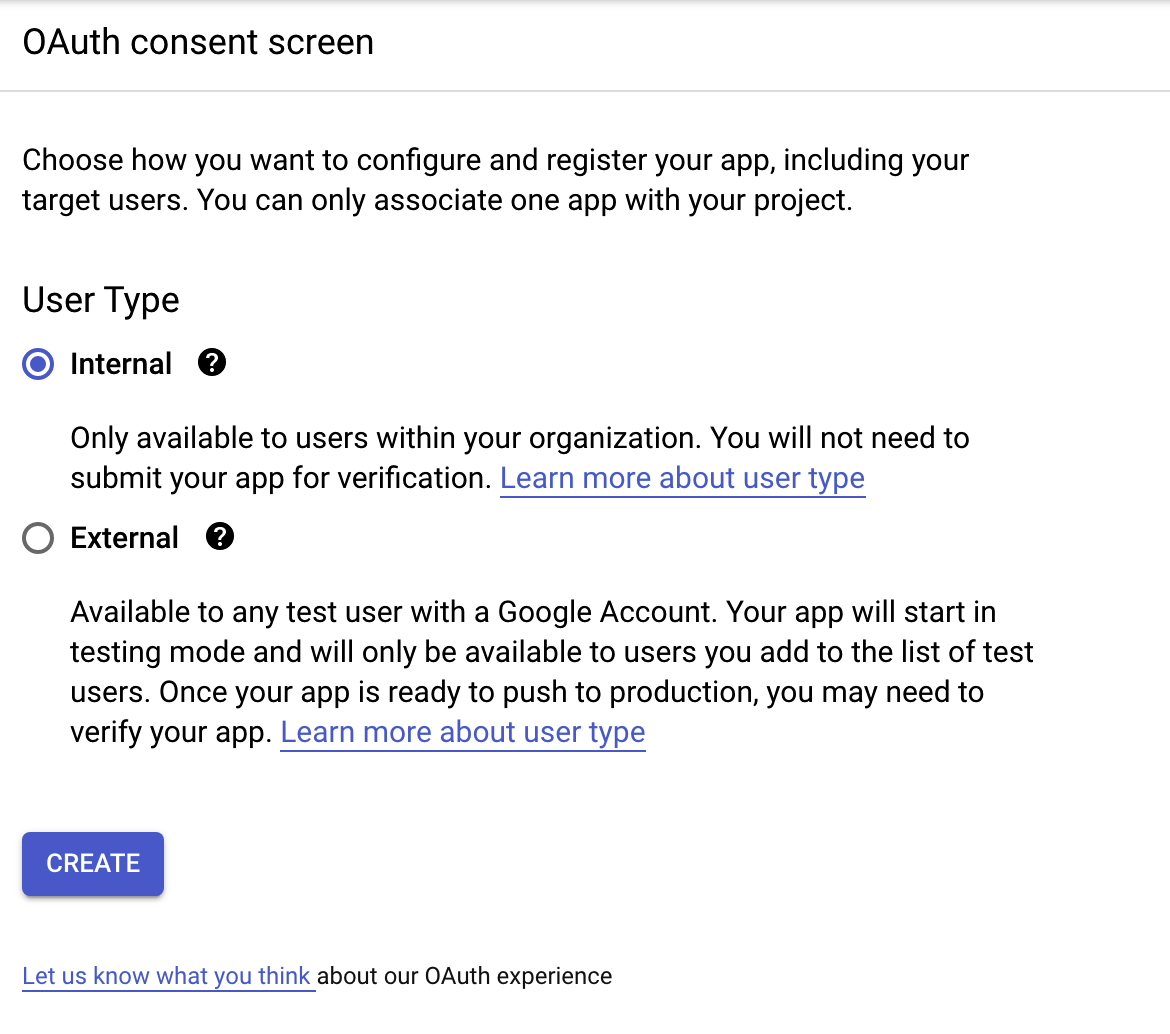 OAuth consent screen
Choose how you want to configure and register your app, including your
target users. You can only associate one app with your project.
User Type
Internal ?
Only available to users within your organization. You will not need to
submit your app for verification. Learn more about user type
External ?
Available to any test user with a Google Account. Your app will start in
testing mode and will only be available to users you add to the list of test
users. Once your app is ready to push to production, you may need to
verify your app. Learn more about user type
CREATE
Let us know what you think about our OAuth experience